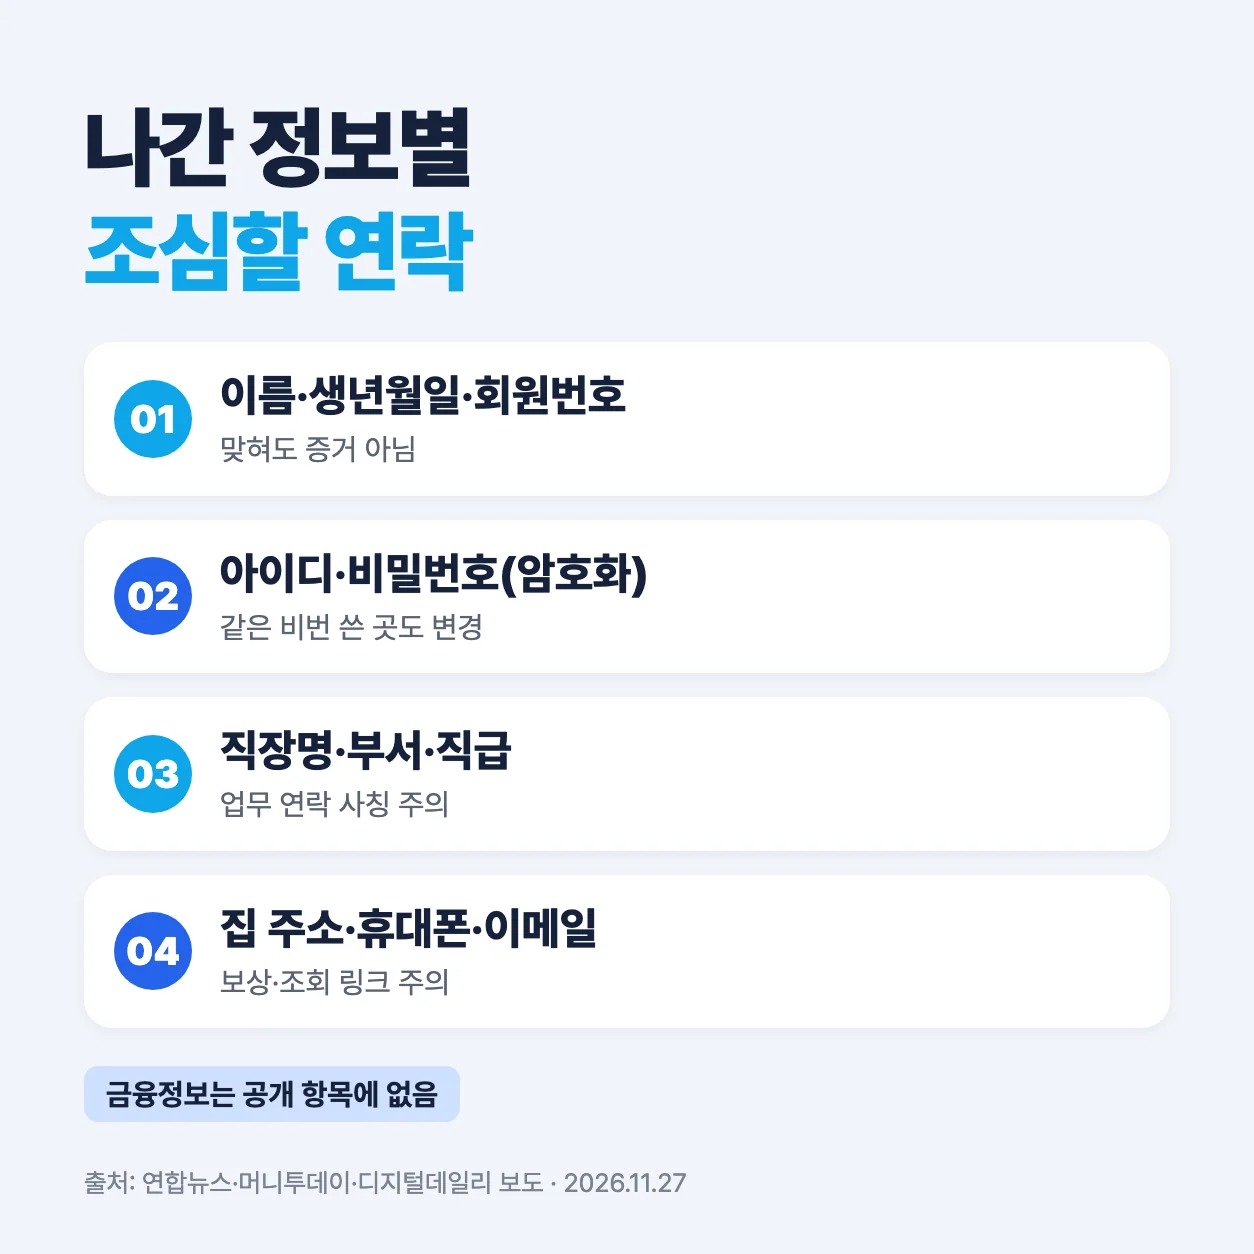 나간 정보별
조심할 연락
01
이름·생년월일·회원번호
맞혀도 증거 아님
02
아이디·비밀번호(암호화)
같은 비번 쓴 곳도 변경
03
직장명·부서·직급
업무 연락 사칭 주의
04
집 주소·휴대폰·이메일
보상·조회 링크 주의
금융정보는 공개 항목에 없음
출처: 연합뉴스·머니투데이·디지털데일리 보도 · 2026.11.27